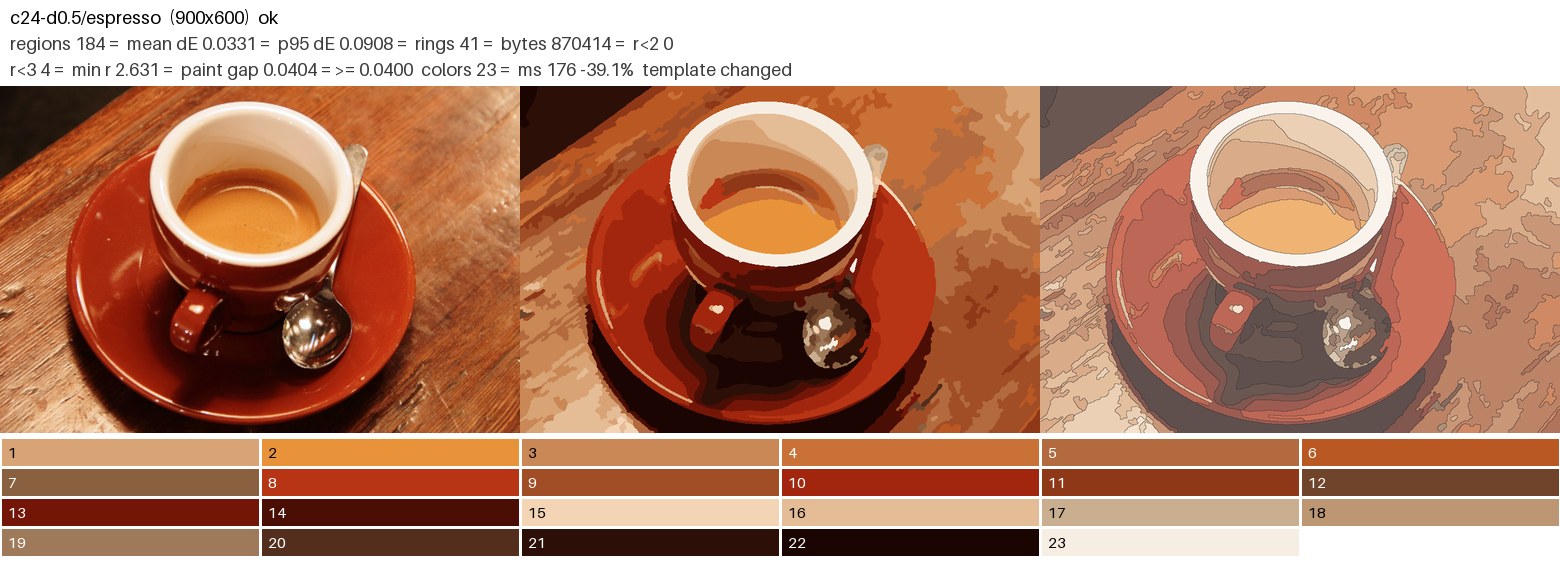 c24-d0.5/espresso (900x600) ok
regions 184 = mean dE 0.0331 = p95 dE 0.0908 = rings 41 = bytes 870414 = r<2 0
r<3 4 = min r 2.631 = paint gap 0.0404 = >= 0.0400 colors 23 = ms 176 -39.1% template changed
1 2 3 4 5 6
7 8 9 10 11 12
13 14 15 16 17 18
19 20 21 22 23